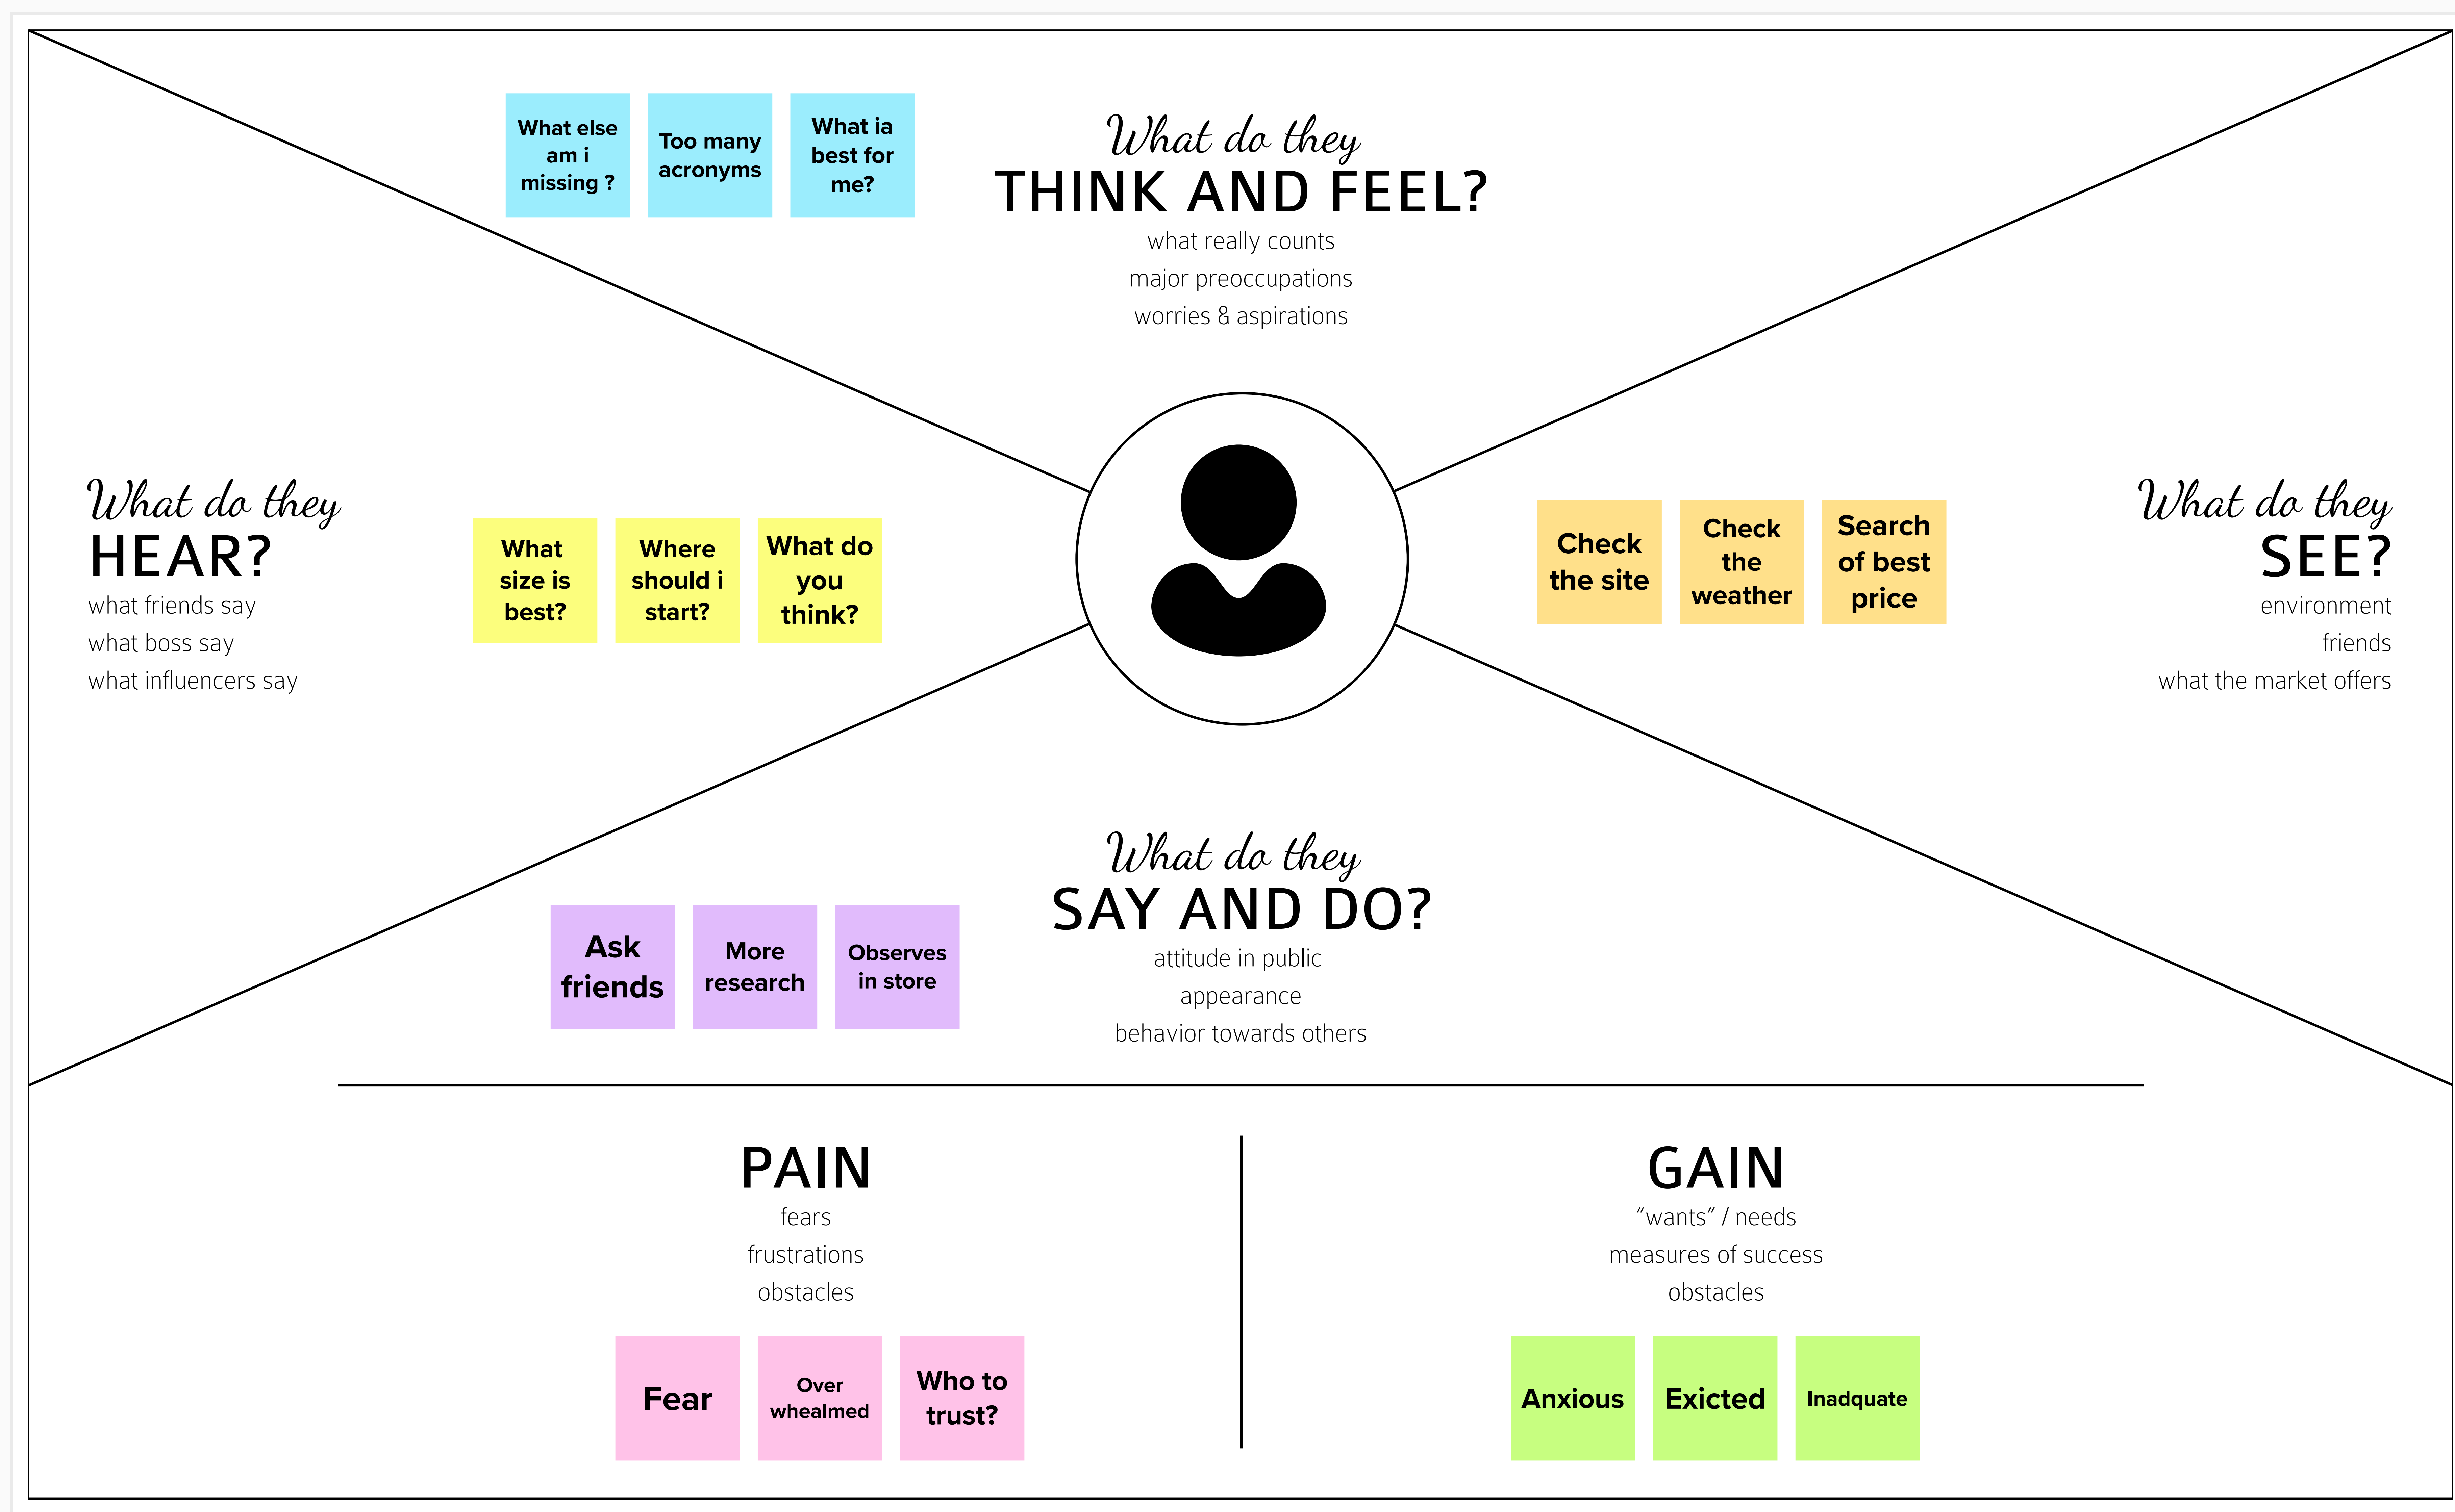 What else
am i
missing ?
Too many
acronyms
What ia
best for
me?
What do they
THINK AND FEEL?
what really counts
major preoccupations
worries & aspirations
What do they
HEAR?
what friends say
what boss say
what influencers say
What
size is
best?
Where
should i
start?
What do
you
think?
Check
the site
Check
the
weather
Search
of best
price
What do they
SEE?
environment
friends
what the market offers
What do they
SAY AND DO?
attitude in public
appearance
behavior towards others
Ask
friends
More
research
Observes
in store
PAIN
fears
frustrations
obstacles
Fear
Over
whealmed
Who to
trust?
GAIN
“wants” / needs
measures of success
obstacles
Anxious
Exicted
Inadquate